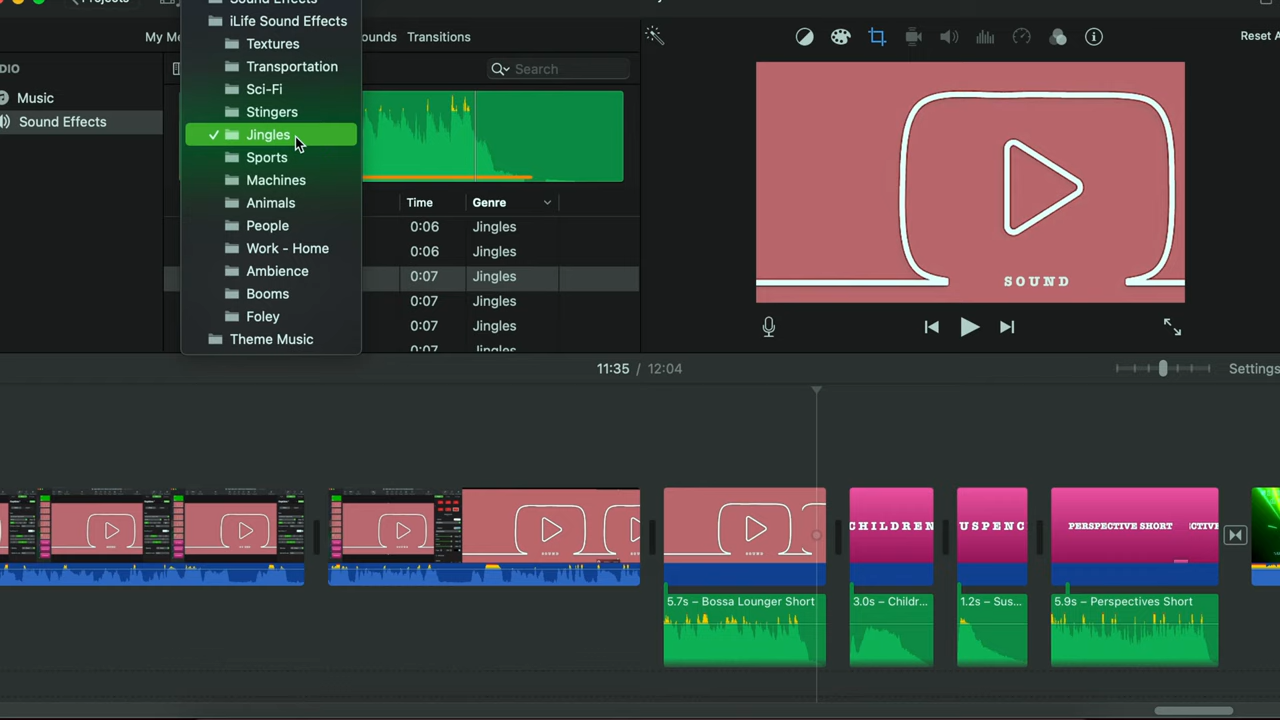 Projects
Sound Effects
iLife Sound Effects
My Me
ounds
Transitions
Reset A
Textures
DIO
Transportation
Search
Sci-Fi
Music
Stingers
Sound Effects
Jingles
Sports
Machines
Animals
Time
Genre
People
0:06
Jingles
Work - Home
0:06
Jingles
Ambience
0:07
Jingles
Booms
0:07
Jingles
Foley
0:07
Jingles
Theme Music
0:07
Jingles
SOUND
11:35 / 12:04
Settings
CHILDREN
USPENC
PERSPECTIVE SHORT
CTIVE
5.7s – Bossa Lounger Short
3.0s – Childr...
1.2s – Sus...
5.9s – Perspectives Short